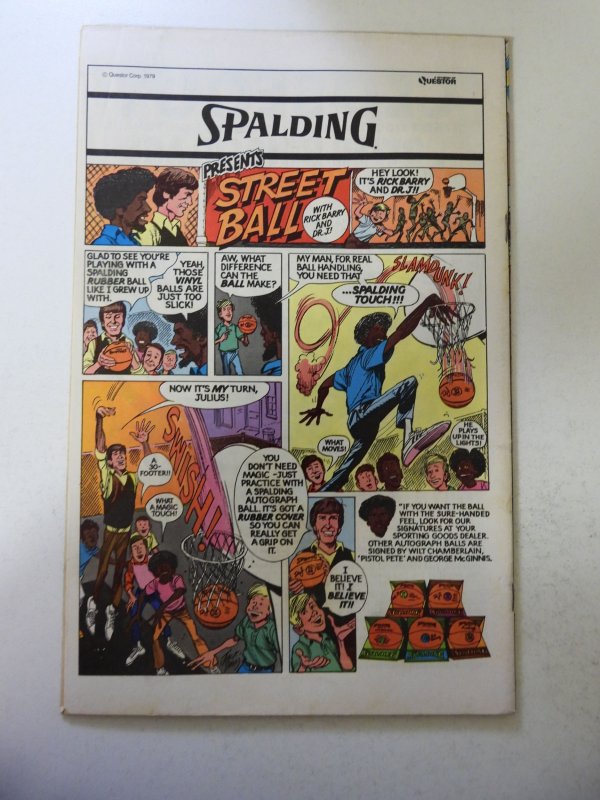 © Questor Corp. 1979
QUESTOR
SPALDING
PRESENTS
STREET
BALL
WITH
RICK BARRY
AND
DR. J!
HEY LOOK!
IT'S RICK BARRY
AND DR. J!!
GLAD TO SEE YOU'RE
PLAYING WITH A
SPALDING
RUBBER BALL
LIKE I GREW UP
WITH.
YEAH,
THOSE
VINYL
BALLS ARE
JUST TOO
SLICK!
AW, WHAT
DIFFERENCE
CAN THE
BALL MAKE?
MY MAN, FOR REAL
BALL HANDLING,
YOU NEED THAT
...SPALDING
TOUCH!!!
SLAMDUNK!
WHAT
MOVES!
HE
PLAYS
UP IN THE
LIGHTS!
NOW IT'S MY TURN,
JULIUS!
SWISH!
A
30-
FOOTER!!
WHAT
A MAGIC
TOUCH!
YOU
DON'T NEED
MAGIC -JUST
PRACTICE WITH
A SPALDING
AUTOGRAPH
BALL. IT'S GOT A
RUBBER COVER
SO YOU CAN
REALLY GET
A GRIP ON
IT.
I
BELIEVE
IT! I
BELIEVE
IT!!
"IF YOU WANT THE BALL
WITH THE SURE-HANDED
FEEL, LOOK FOR OUR
SIGNATURES AT YOUR
SPORTING GOODS DEALER.
OTHER AUTOGRAPH BALLS ARE
SIGNED BY WILT CHAMBERLAIN,
'PISTOL PETE' AND GEORGE McGINNIS.